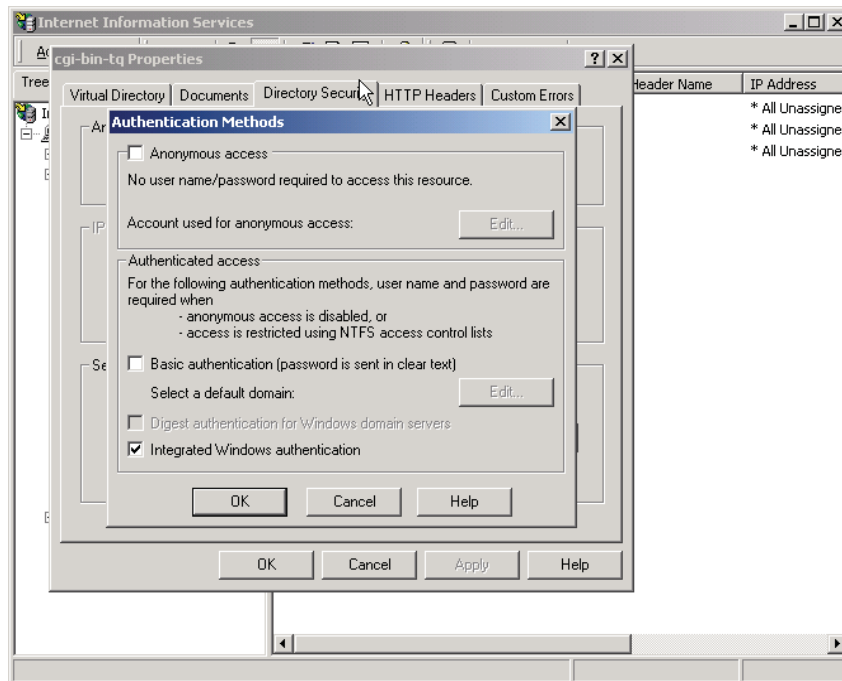 Internet Information Services
cgi-bin-tq Properties
Tree
Header Name IP Address
Virtual Directory Documents Directory Security HTTP Headers Custom Errors
* All Unassigne
* All Unassigne
* All Unassigne
Authentication Methods
Anonymous access
No user name/password required to access this resource.
Account used for anonymous access: Edit...
Authenticated access
For the following authentication methods, user name and password are
required when
- anonymous access is disabled, or
- access is restricted using NTFS access control lists
Basic authentication (password is sent in clear text)
Select a default domain: Edit...
Digest authentication for Windows domain servers
Integrated Windows authentication
OK Cancel Help
OK Cancel Apply Help